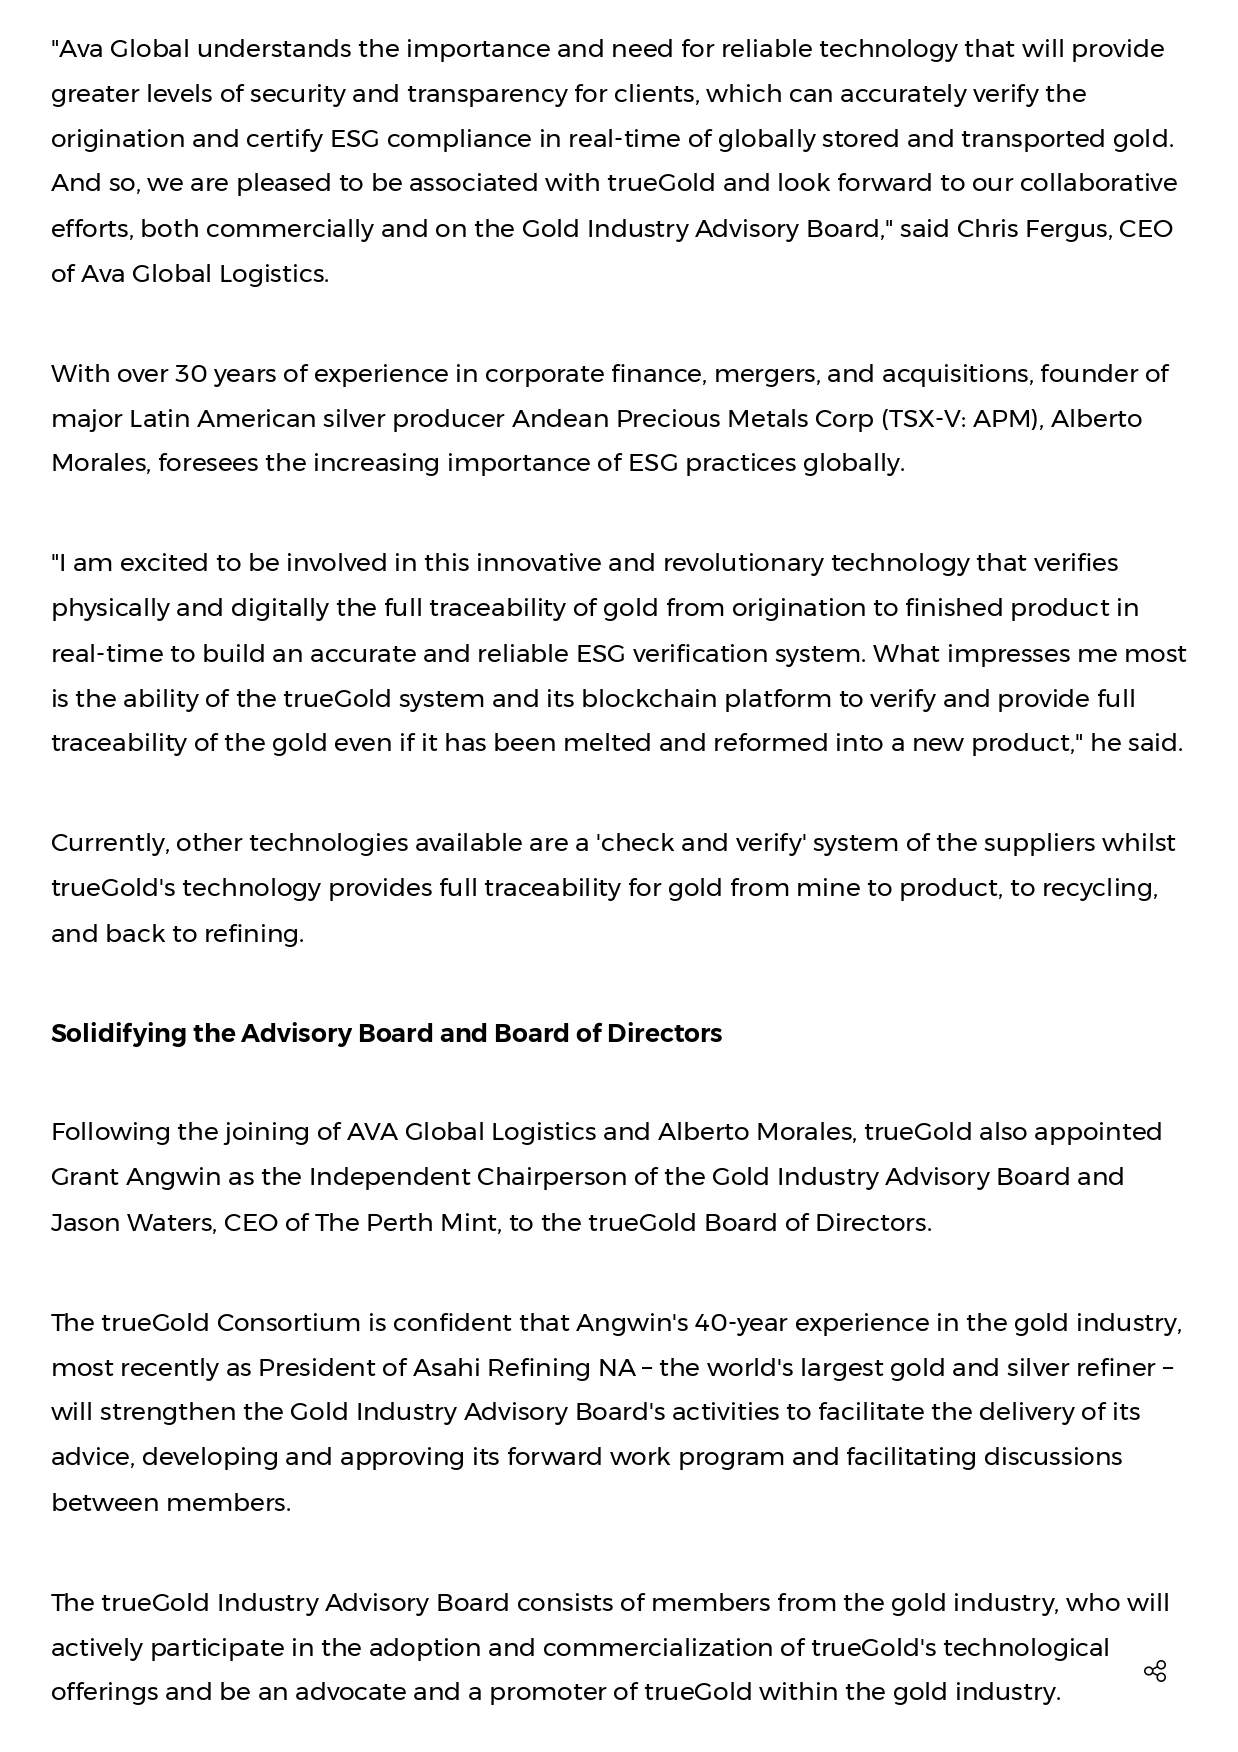 "Ava Global understands the importance and need for reliable technology that will provide
greater levels of security and transparency for clients, which can accurately verify the
origination and certify ESG compliance in real-time of globally stored and transported gold.
And so, we are pleased to be associated with trueGold and look forward to our collaborative
efforts, both commercially and on the Gold Industry Advisory Board," said Chris Fergus, CEO
of Ava Global Logistics.
With over 30 years of experience in corporate finance, mergers, and acquisitions, founder of
major Latin American silver producer Andean Precious Metals Corp (TSX-V: APM), Alberto
Morales, foresees the increasing importance of ESG practices globally.
"I am excited to be involved in this innovative and revolutionary technology that verifies
physically and digitally the full traceability of gold from origination to finished product in
real-time to build an accurate and reliable ESG verification system. What impresses me most
is the ability of the trueGold system and its blockchain platform to verify and provide full
traceability of the gold even if it has been melted and reformed into a new product," he said.
Currently, other technologies available are a 'check and verify' system of the suppliers whilst
trueGold's technology provides full traceability for gold from mine to product, to recycling,
and back to refining.
Solidifying the Advisory Board and Board of Directors
Following the joining of AVA Global Logistics and Alberto Morales, trueGold also appointed
Grant Angwin as the Independent Chairperson of the Gold Industry Advisory Board and
Jason Waters, CEO of The Perth Mint, to the trueGold Board of Directors.
The trueGold Consortium is confident that Angwin's 40-year experience in the gold industry,
most recently as President of Asahi Refining NA – the world's largest gold and silver refiner –
will strengthen the Gold Industry Advisory Board's activities to facilitate the delivery of its
advice, developing and approving its forward work program and facilitating discussions
between members.
The trueGold Industry Advisory Board consists of members from the gold industry, who will
actively participate in the adoption and commercialization of trueGold's technological
offerings and be an advocate and a promoter of trueGold within the gold industry.